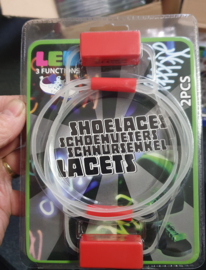 LED
3 FUNCTIONS
SHOELACES
SCHOENVETERS
SCHNÜRSENKEL
LACETS
2PCS